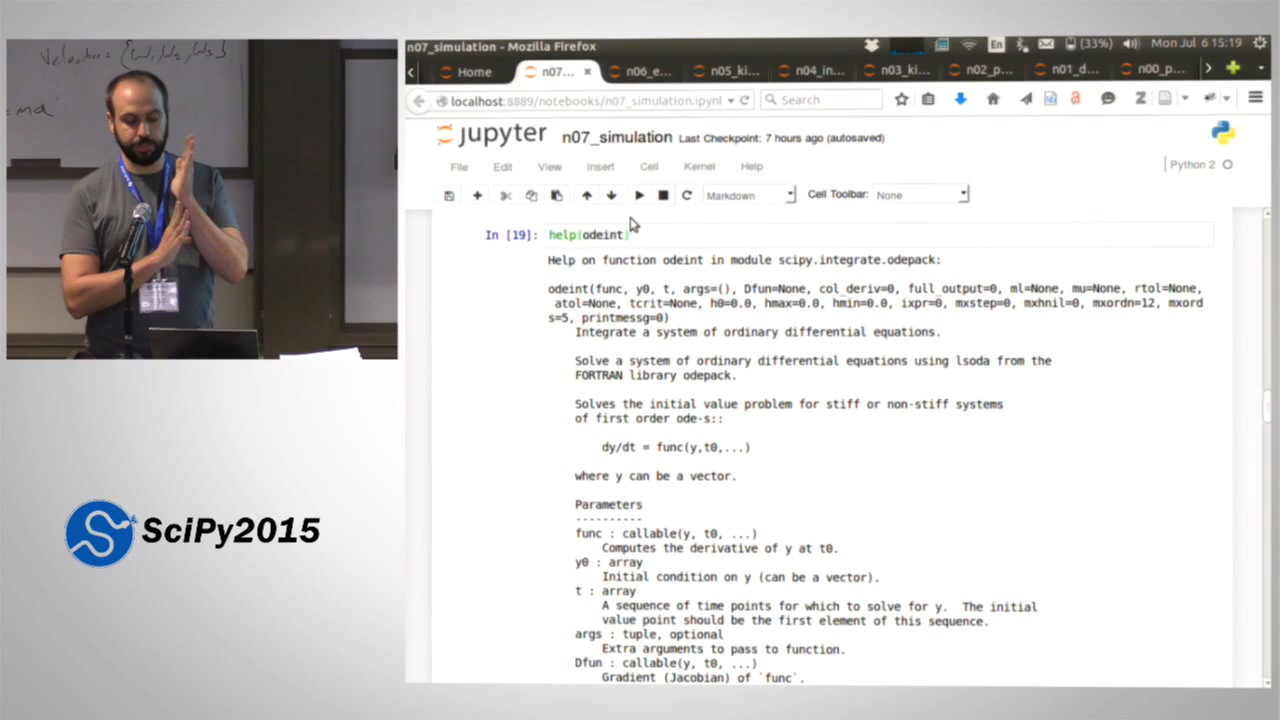 Velocities = {ω1, ω2, ω3}
= ma
SciPy2015
n07_simulation - Mozilla Firefox
En
(33%)
Mon Jul 6 15:19
Home
n07...
n06_e...
n05_ki...
n04_in...
n03_ki...
n02_p...
n01_d...
n00_p...
localhost:8889/notebooks/n07_simulation.ipynl
Search
jupyter n07_simulation Last Checkpoint: 7 hours ago (autosaved)
File Edit View Insert Cell Kernel Help
Python 2
Markdown
Cell Toolbar: None
In [19]: help(odeint)
Help on function odeint in module scipy.integrate.odepack:
odeint(func, y0, t, args=(), Dfun=None, col_deriv=0, full_output=0, ml=None, mu=None, rtol=None,
atol=None, tcrit=None, h0=0.0, hmax=0.0, hmin=0.0, ixpr=0, mxstep=0, mxhnil=0, mxordn=12, mxord
s=5, printmessg=0)
Integrate a system of ordinary differential equations.
Solve a system of ordinary differential equations using lsoda from the
FORTRAN library odepack.
Solves the initial value problem for stiff or non-stiff systems
of first order ode-s::
dy/dt = func(y,t0,...)
where y can be a vector.
Parameters
----------
func : callable(y, t0, ...)
Computes the derivative of y at t0.
y0 : array
Initial condition on y (can be a vector).
t : array
A sequence of time points for which to solve for y.  The initial
value point should be the first element of this sequence.
args : tuple, optional
Extra arguments to pass to function.
Dfun : callable(y, t0, ...)
Gradient (Jacobian) of `func`.